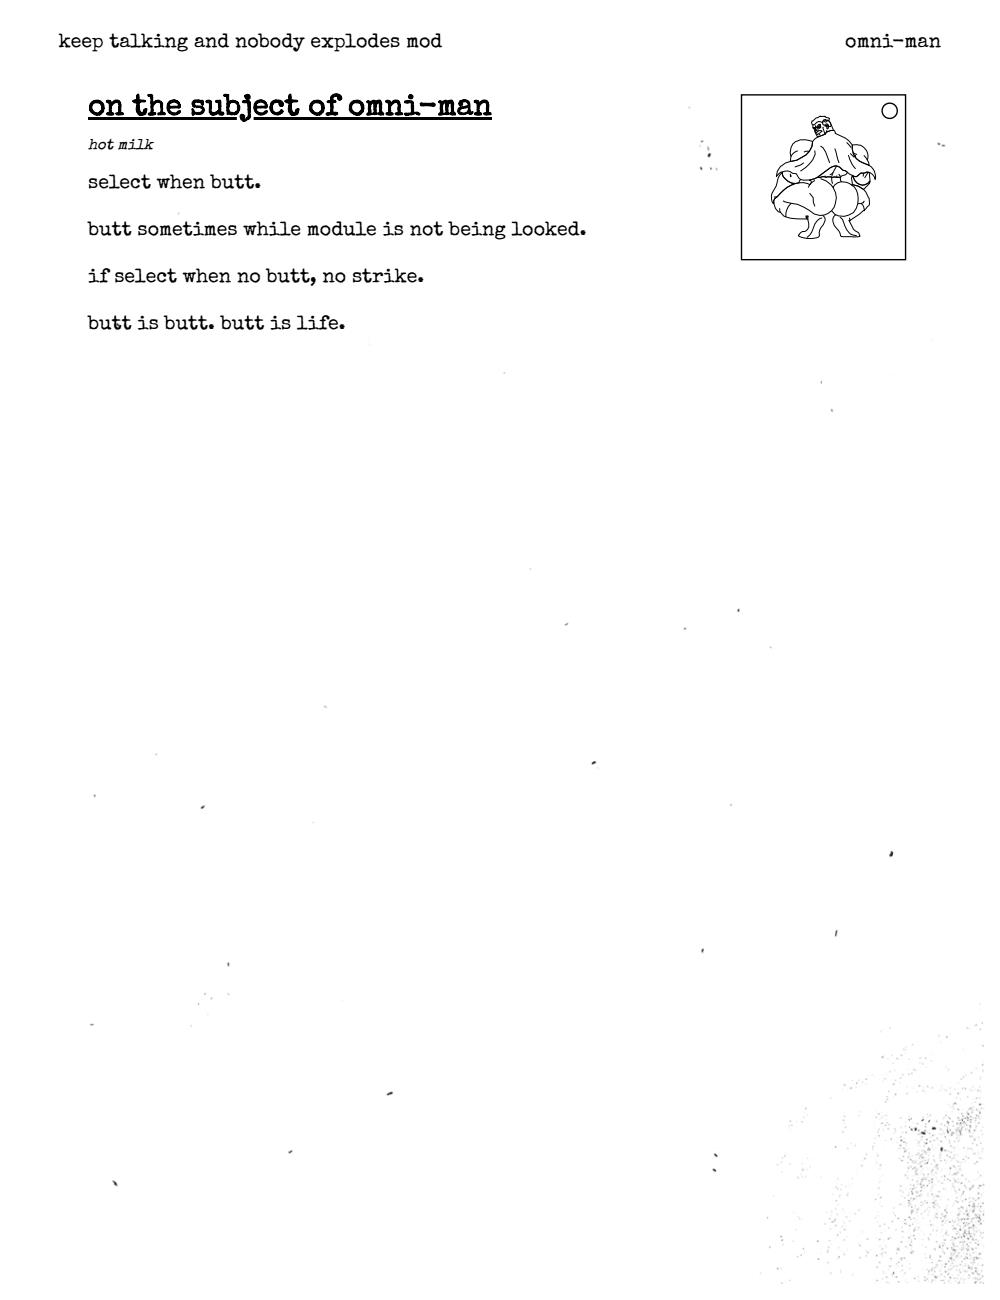 keep talking and nobody explodes mod
omni-man
on the subject of omni-man
hot milk
select when butt.
butt sometimes while module is not being looked.
if select when no butt, no strike.
butt is butt. butt is life.